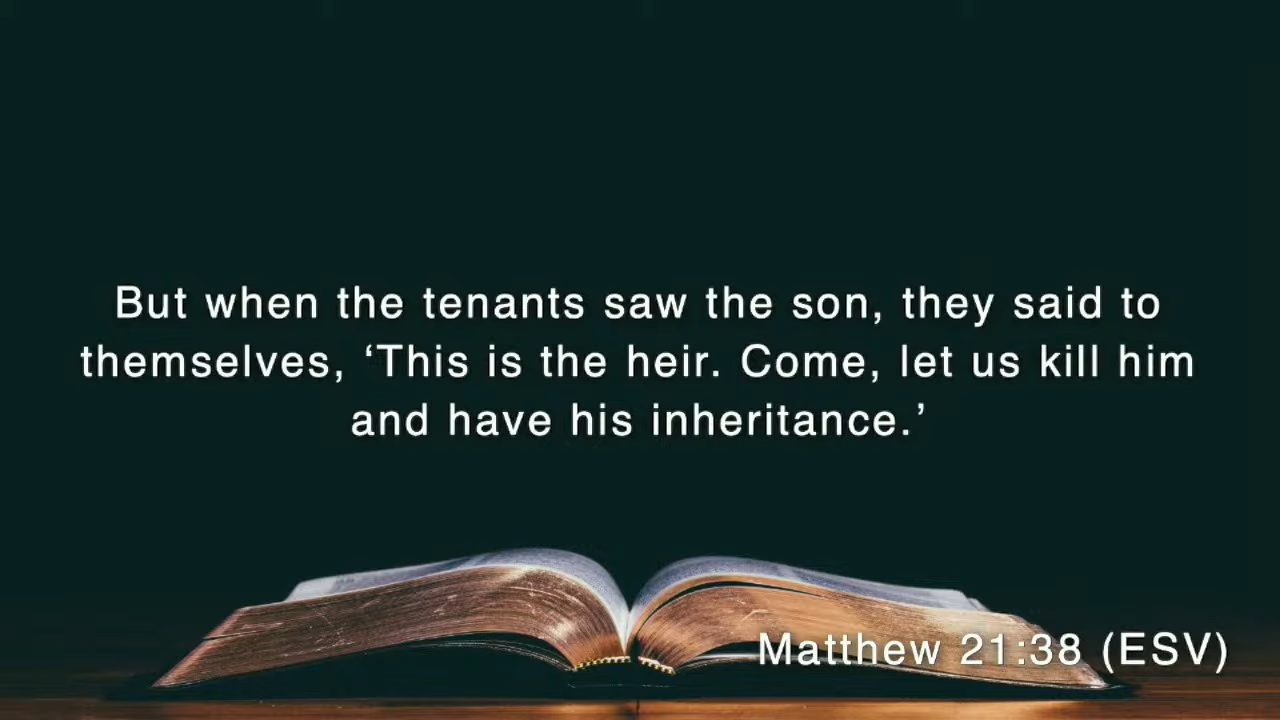 But when the tenants saw the son, they said to
themselves, ‘This is the heir. Come, let us kill him
and have his inheritance.’
Matthew 21:38 (ESV)